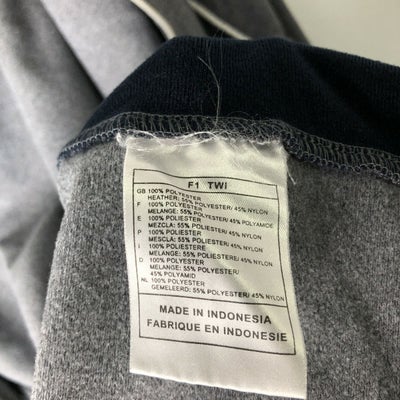 F1 TWI
GB 100% POLYESTER
HEATHER: 55% POLYESTER/ 45% NYLON
F 100% POLYESTER
MELANGE: 55% POLYESTER/ 45% POLYAMIDE
E 100% POLIESTER
MEZCLA: 55% POLIESTER/ 45% NYLON
P 100% POLIESTER
MESCLA: 55% POLIESTER/ 45% NYLON
I 100% POLIESTERE
MELANGE: 55% POLIESTERE/ 45% NYLON
D 100% POLYESTER
MELANGE: 55% POLYESTER/
45% POLYAMID
NL 100% POLYESTER
GEMELEERD: 55% POLYESTER/ 45% NYLON
MADE IN INDONESIA
FABRIQUE EN INDONESIE